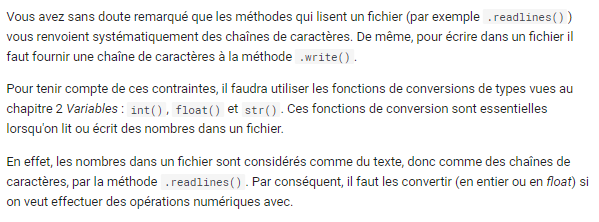 Vous avez sans doute remarqué que les méthodes qui lisent un fichier (par exemple .readlines() )
vous renvoient systématiquement des chaînes de caractères. De même, pour écrire dans un fichier il
faut fournir une chaîne de caractères à la méthode .write() .
Pour tenir compte de ces contraintes, il faudra utiliser les fonctions de conversions de types vues au
chapitre 2 Variables : int() , float() et str() . Ces fonctions de conversion sont essentielles
lorsqu'on lit ou écrit des nombres dans un fichier.
En effet, les nombres dans un fichier sont considérés comme du texte, donc comme des chaînes de
caractères, par la méthode .readlines() . Par conséquent, il faut les convertir (en entier ou en float) si
on veut effectuer des opérations numériques avec.